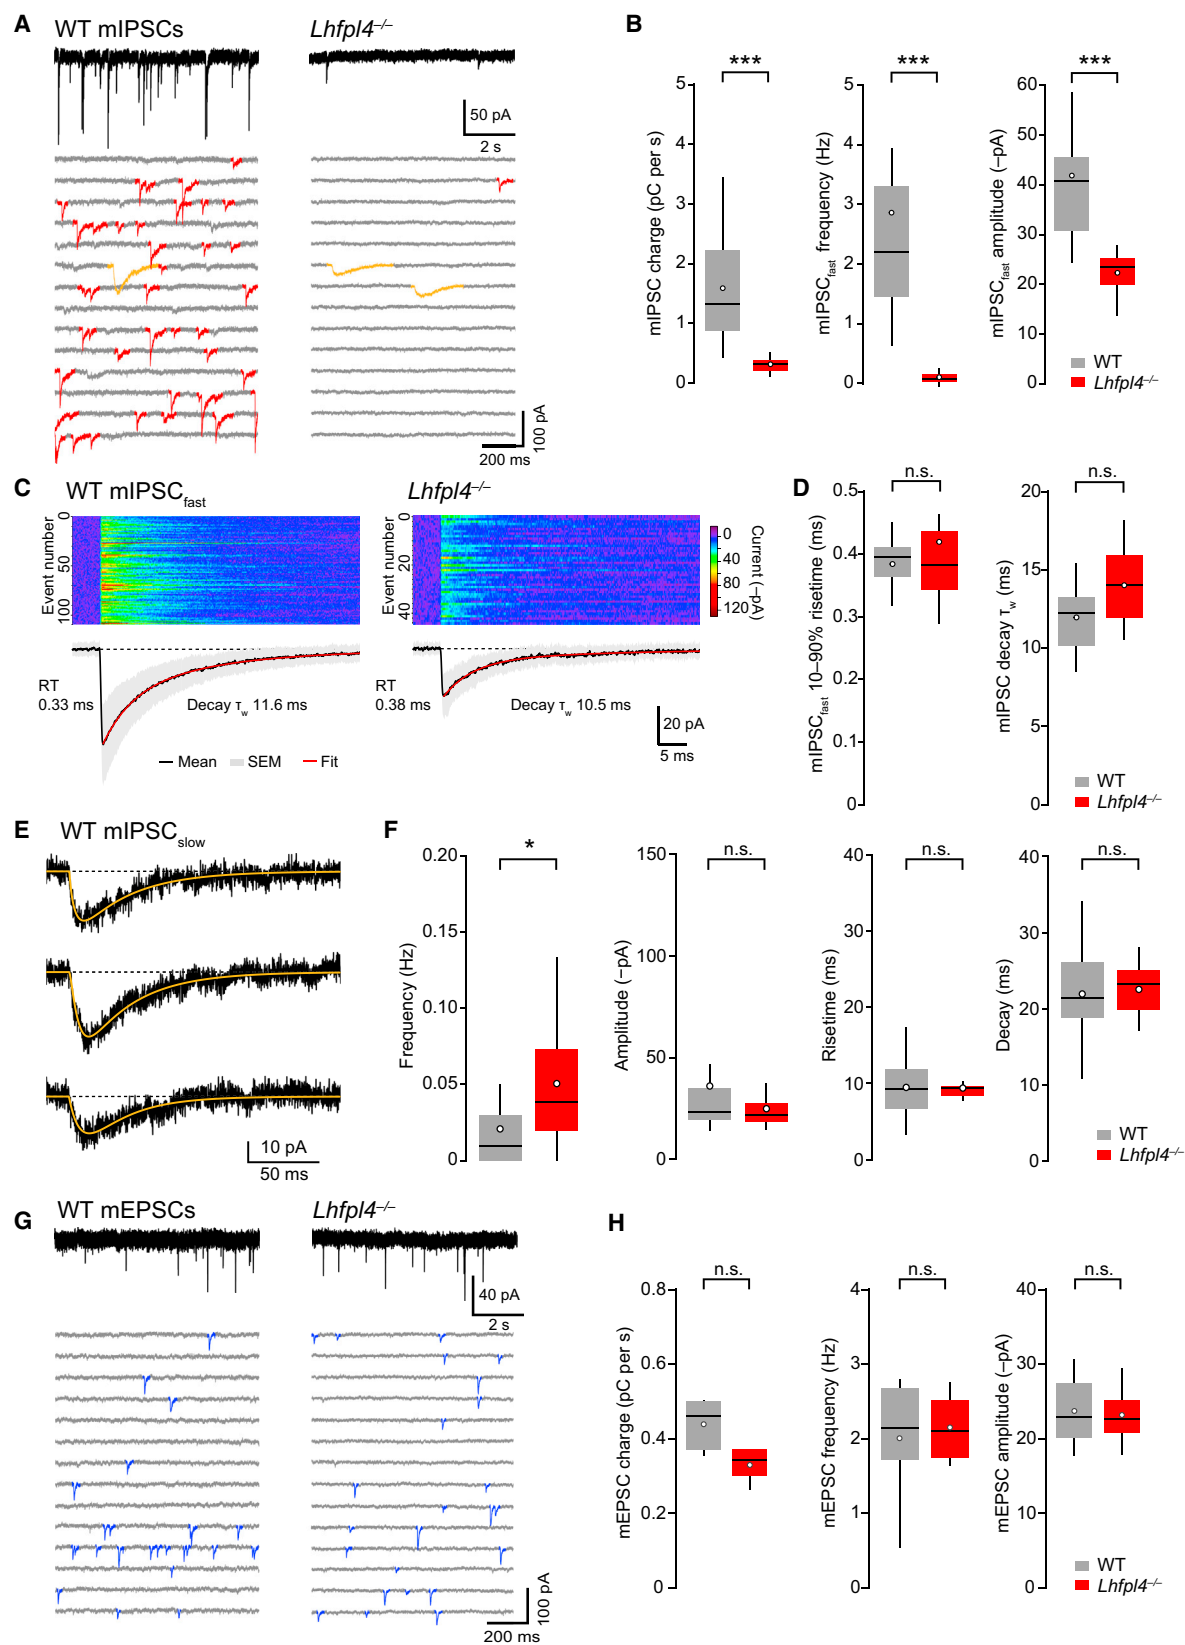 A
WT mIPSCs
Lhfpl4–/–
50 pA
2 s
100 pA
200 ms
B
***
***
***
mIPSC charge (pC per s)
5
4
3
2
1
0
mIPSCfast frequency (Hz)
5
4
3
2
1
0
mIPSCfast amplitude (–pA)
60
50
40
30
20
10
0
WT
Lhfpl4–/–
C
WT mIPSCfast
Lhfpl4–/–
Event number
0
50
100
Event number
0
20
40
0
40
80
120
Current (–pA)
RT
0.33 ms
Decay τw 11.6 ms
RT
0.38 ms
Decay τw 10.5 ms
20 pA
5 ms
Mean
SEM
Fit
D
n.s.
n.s.
mIPSCfast 10–90% risetime (ms)
0.5
0.4
0.3
0.2
0.1
0
mIPSC decay τw (ms)
20
15
10
5
0
WT
Lhfpl4–/–
E
WT mIPSCslow
10 pA
50 ms
F
*
n.s.
n.s.
n.s.
Frequency (Hz)
0.20
0.15
0.10
0.05
0
Amplitude (–pA)
150
100
50
0
Risetime (ms)
40
30
20
10
0
Decay (ms)
40
30
20
10
0
WT
Lhfpl4–/–
G
WT mEPSCs
Lhfpl4–/–
40 pA
2 s
100 pA
200 ms
H
n.s.
n.s.
n.s.
mEPSC charge (pC per s)
0.8
0.6
0.4
0.2
0
mEPSC frequency (Hz)
4
3
2
1
0
mEPSC amplitude (–pA)
40
30
20
10
0
WT
Lhfpl4–/–